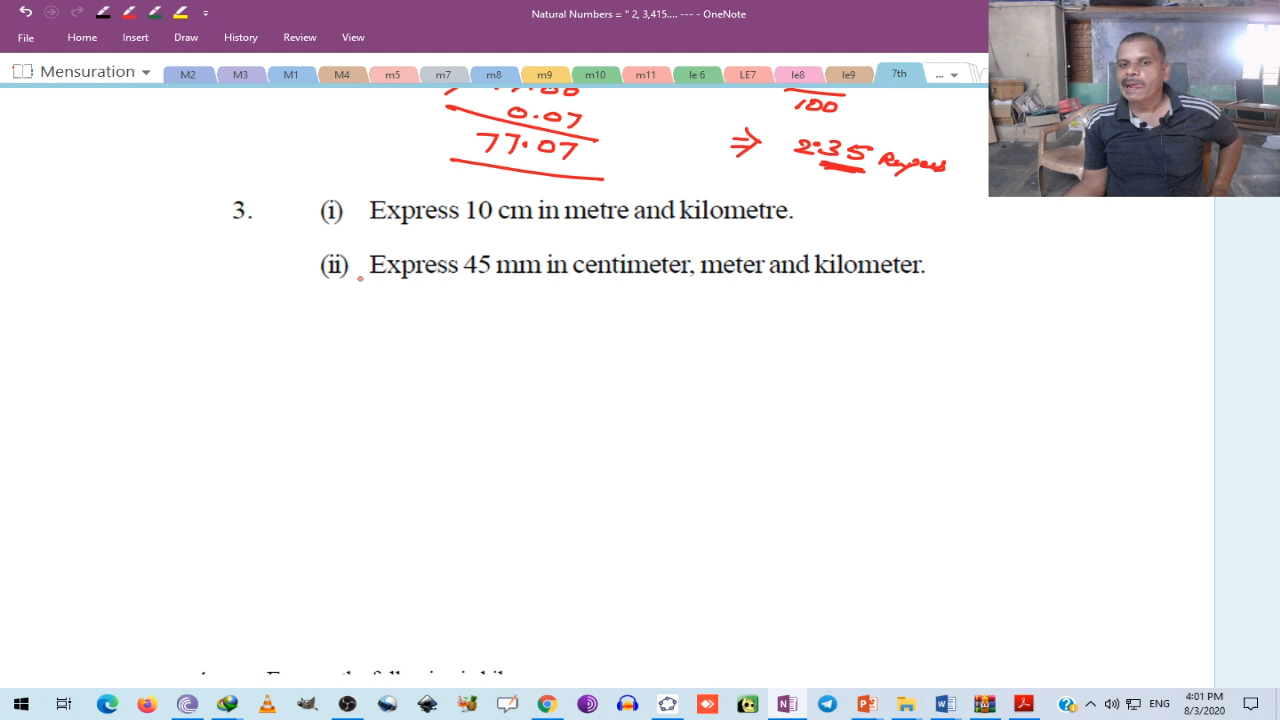 Natural Numbers = " 2, 3,415.... --- - OneNote
File Home Insert Draw History Review View
Mensuration M2 M3 M1 M4 m5 m7 m8 m9 m10 m11 le 6 LE7 le8 le9 7th ...
0.07
100
77.07
⇒ 2.35 Rupees
3. (i) Express 10 cm in metre and kilometre.
(ii) Express 45 mm in centimeter, meter and kilometer.
4:01 PM
ENG
8/3/2020